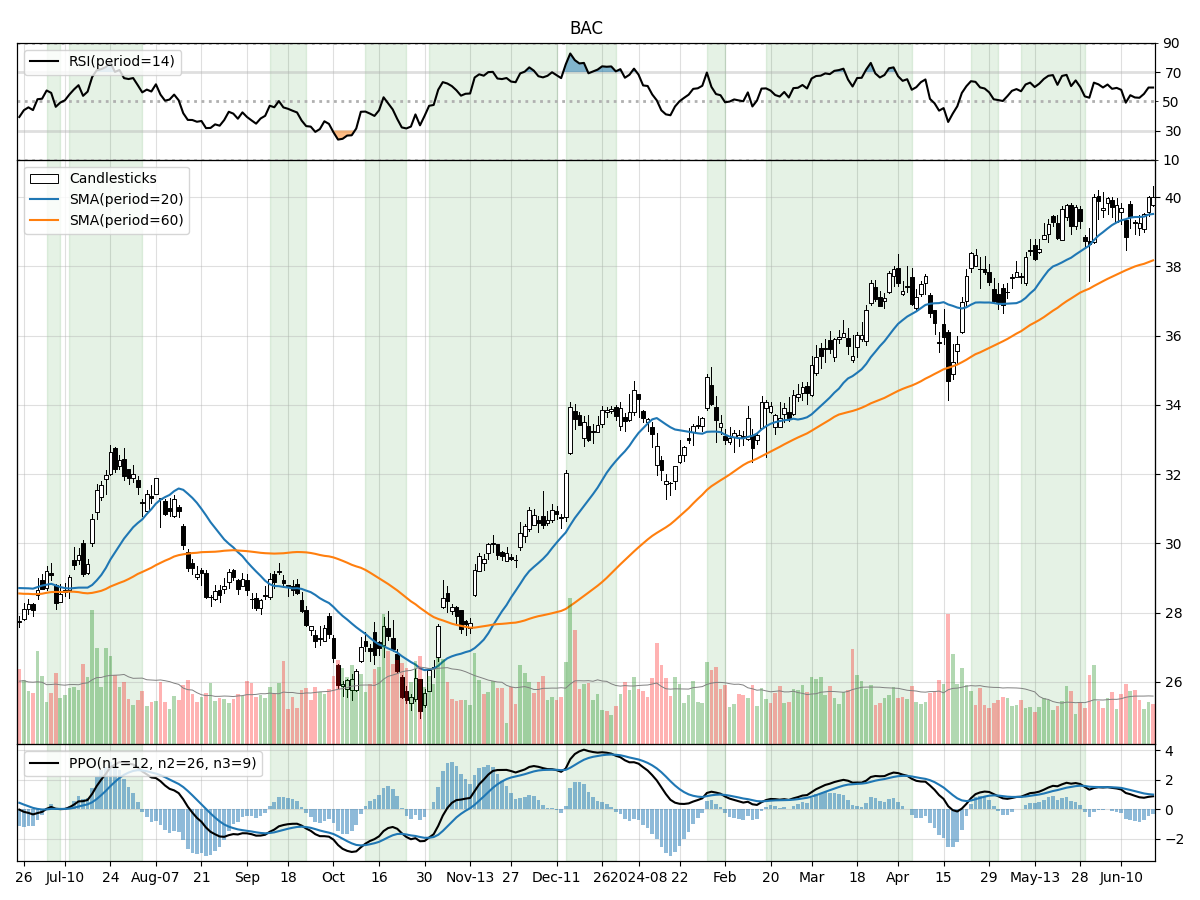 BAC
RSI(period=14)
90
70
50
30
10
Candlesticks
SMA(period=20)
SMA(period=60)
40
38
36
34
32
30
28
26
PPO(n1=12, n2=26, n3=9)
4
2
0
−2
26 Jul-10 24 Aug-07 21 Sep 18 Oct 16 30 Nov-13 27 Dec-11 26 2024-08 22 Feb 20 Mar 18 Apr 15 29 May-13 28 Jun-10